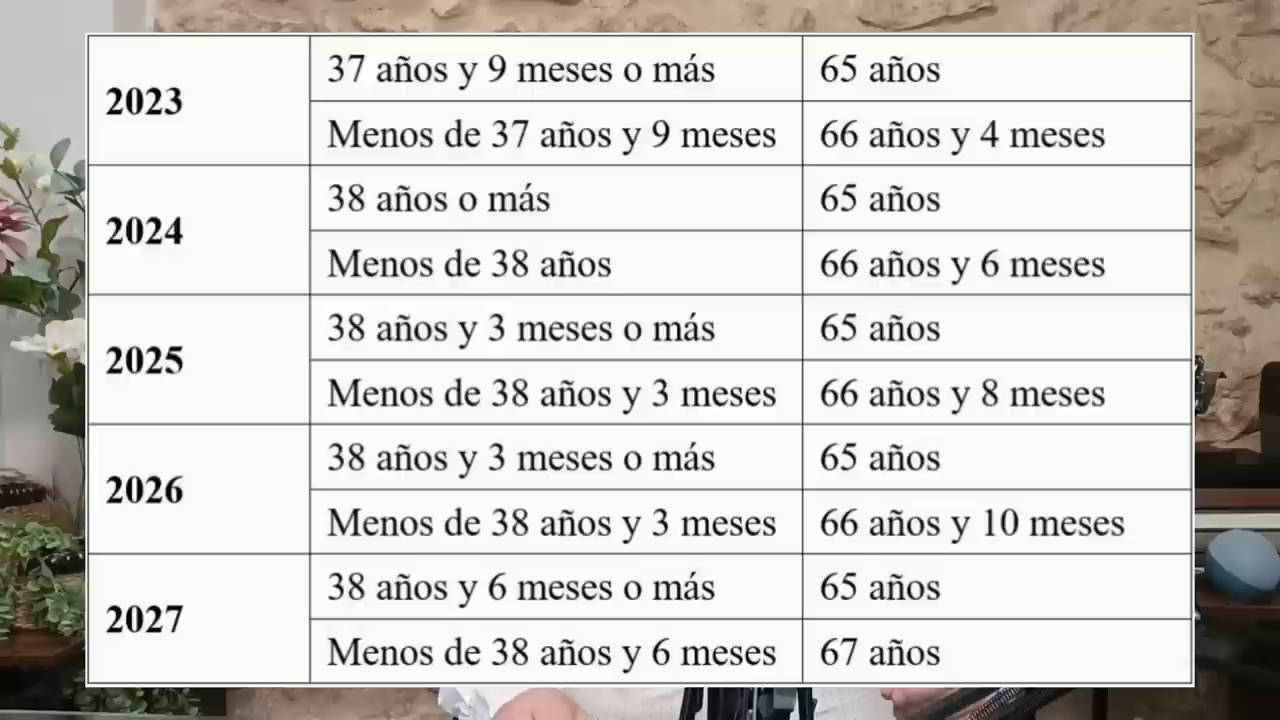 2023
37 años y 9 meses o más
65 años
Menos de 37 años y 9 meses
66 años y 4 meses
2024
38 años o más
65 años
Menos de 38 años
66 años y 6 meses
2025
38 años y 3 meses o más
65 años
Menos de 38 años y 3 meses
66 años y 8 meses
2026
38 años y 3 meses o más
65 años
Menos de 38 años y 3 meses
66 años y 10 meses
2027
38 años y 6 meses o más
65 años
Menos de 38 años y 6 meses
67 años